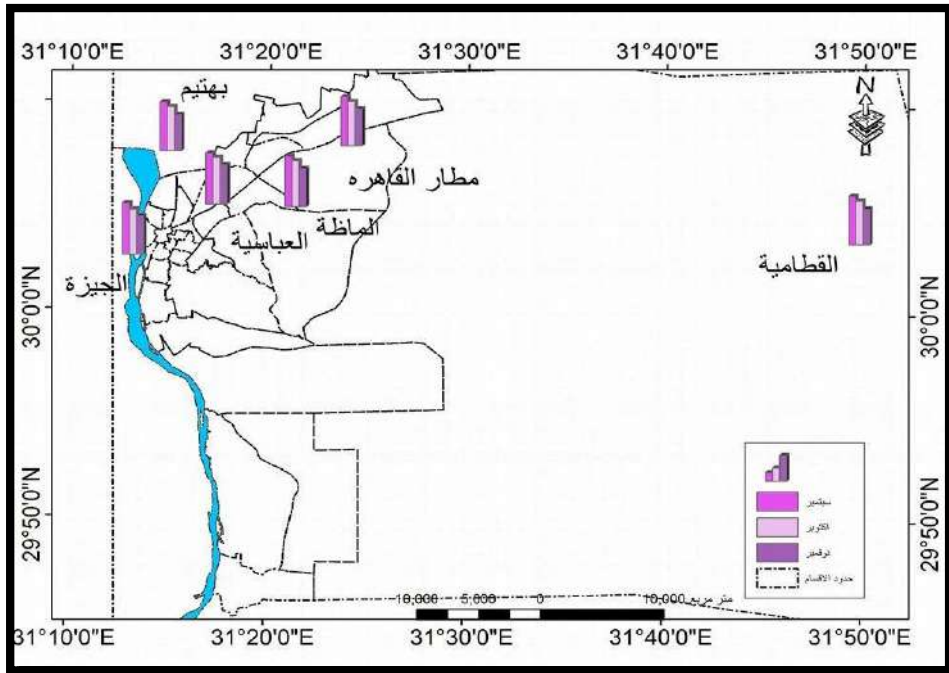 31°10'0"E 31°20'0"E 31°30'0"E 31°40'0"E 31°50'0"E
N
بهتيم
مطار القاهره
الماظة
العباسية
القطامية
الجيزة
30°0'0"N
30°0'0"N
29°50'0"N
29°50'0"N
سبتمبر
اكتوبر
نوفمبر
حدود الاقسام
10,000 5,000 0 10,000 متر مربع
31°10'0"E 31°20'0"E 31°30'0"E 31°40'0"E 31°50'0"E